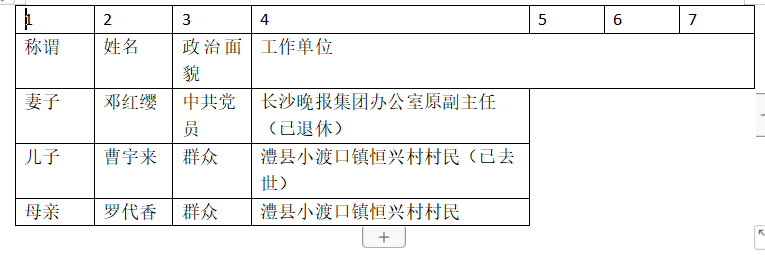 1 2 3 4 5 6 7
称谓 姓名 政治面 工作单位
貌
妻子 邓红缨 中共党 长沙晚报集团办公室原副主任
员 （已退休）
儿子 曹宇来 群众 澧县小渡口镇恒兴村村民（已去
世）
母亲 罗代香 群众 澧县小渡口镇恒兴村村民